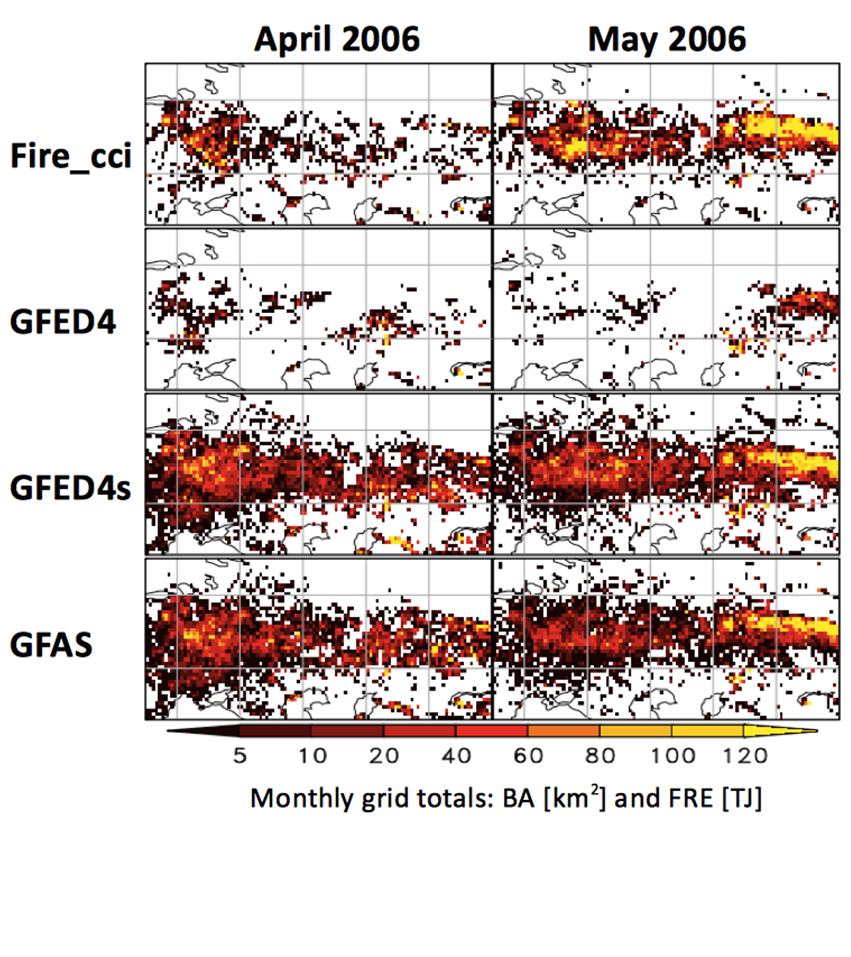 April 2006 May 2006
Fire_cci
GFED4
GFED4s
GFAS
5 10 20 40 60 80 100 120
Monthly grid totals: BA [km²] and FRE [TJ]